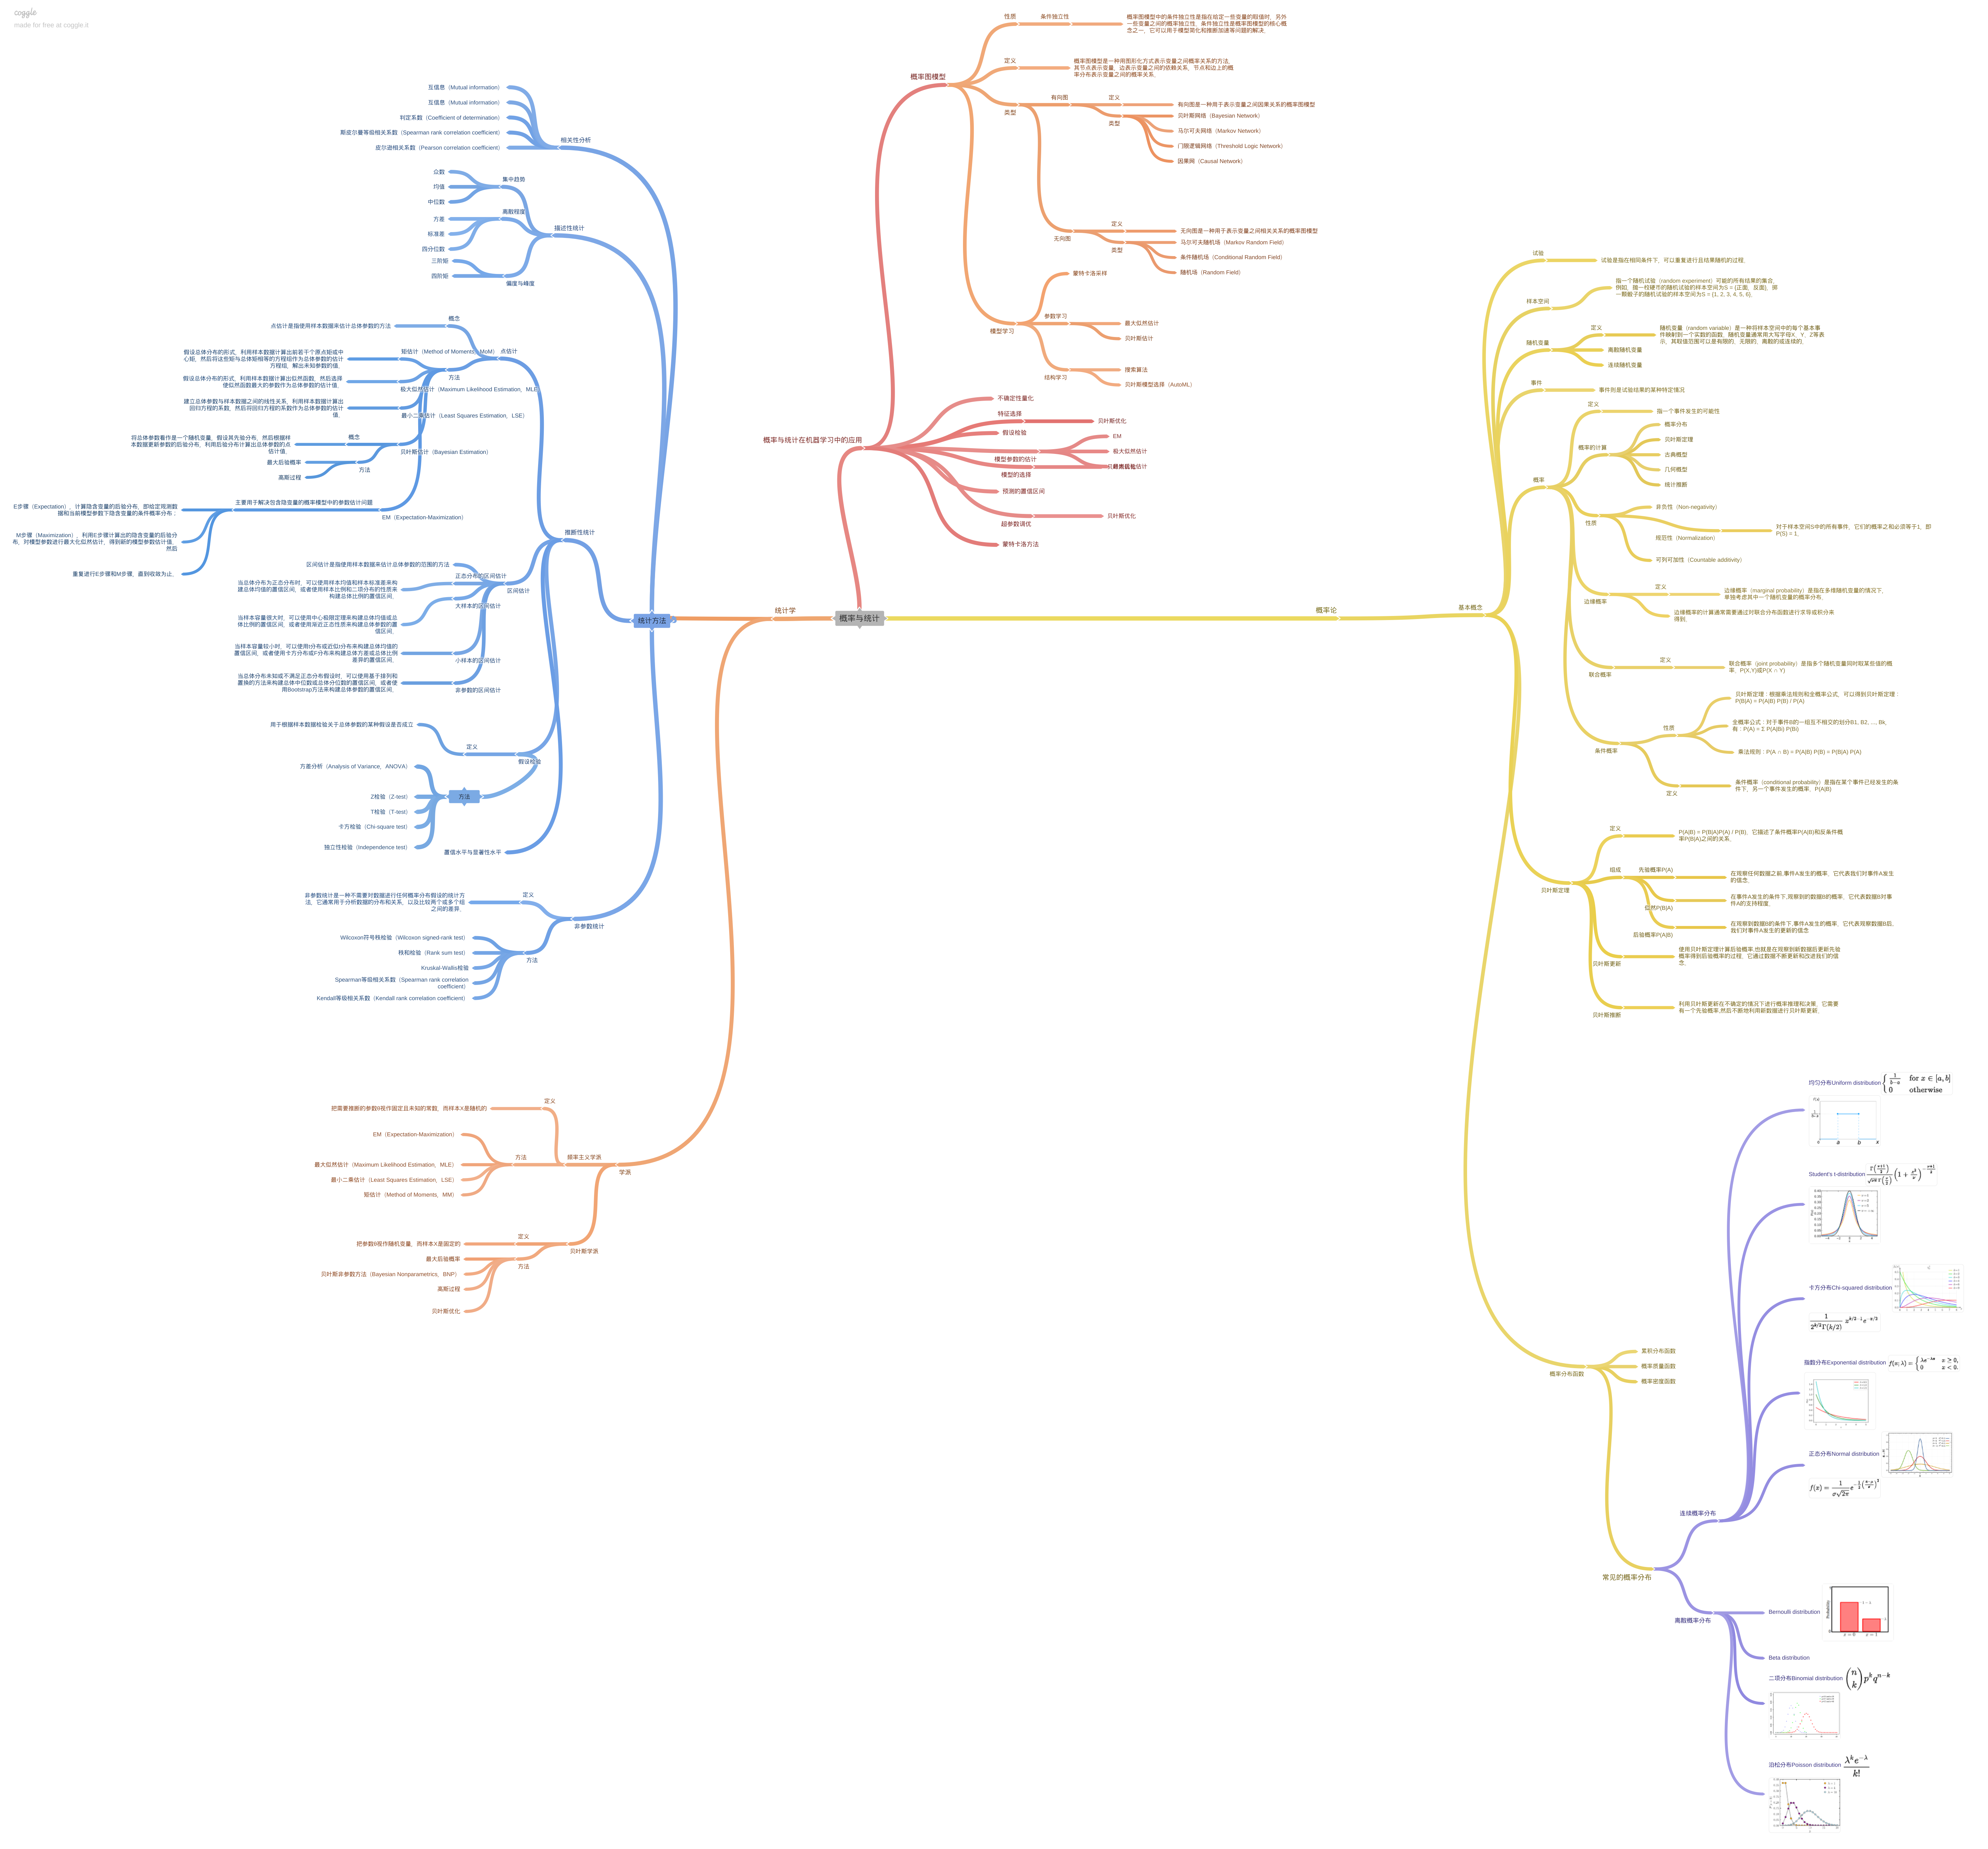 coggle
made for free at coggle.it
概率与统计
概率与统计在机器学习中的应用
概率图模型
性质
条件独立性
概率图模型中的条件独立性是指在给定一些变量的取值时，另外
一些变量之间的概率独立性。条件独立性是概率图模型的核心概
念之一，它可以用于模型简化和推断加速等问题的解决。
定义
概率图模型是一种用图形化方式表示变量之间概率关系的方法。
其节点表示变量，边表示变量之间的依赖关系，节点和边上的概
率分布表示变量之间的概率关系。
类型
有向图
定义
有向图是一种用于表示变量之间因果关系的概率图模型
类型
贝叶斯网络（Bayesian Network）
马尔可夫网络（Markov Network）
门限逻辑网络（Threshold Logic Network）
因果网（Causal Network）
无向图
定义
无向图是一种用于表示变量之间相关关系的概率图模型
类型
马尔可夫随机场（Markov Random Field）
条件随机场（Conditional Random Field）
随机场（Random Field）
模型学习
蒙特卡洛采样
参数学习
最大似然估计
贝叶斯估计
结构学习
搜索算法
贝叶斯模型选择（AutoML）
不确定性量化
特征选择
贝叶斯优化
假设检验
模型参数的估计
EM
极大似然估计
模型的选择
预测的置信区间
超参数调优
贝叶斯优化
蒙特卡洛方法
概率论
基本概念
试验
试验是指在相同条件下，可以重复进行且结果随机的过程。
样本空间
指一个随机试验（random experiment）可能的所有结果的集合。
例如，抛一枚硬币的随机试验的样本空间为S = {正面，反面}，掷
一颗骰子的随机试验的样本空间为S = {1, 2, 3, 4, 5, 6}。
随机变量
定义
随机变量（random variable）是一种将样本空间中的每个基本事
件映射到一个实数的函数，随机变量通常用大写字母X、Y、Z等表
示，其取值范围可以是有限的、无限的、离散的或连续的.
离散随机变量
连续随机变量
事件
事件则是试验结果的某种特定情况
概率
定义
指一个事件发生的可能性
概率的计算
概率分布
贝叶斯定理
古典概型
几何概型
统计推断
性质
非负性（Non-negativity）
规范性（Normalization）
对于样本空间S中的所有事件，它们的概率之和必须等于1，即
P(S) = 1。
可列可加性（Countable additivity）
边缘概率
定义
边缘概率（marginal probability）是指在多维随机变量的情况下，
单独考虑其中一个随机变量的概率分布.
边缘概率的计算通常需要通过对联合分布函数进行求导或积分来
得到。
联合概率
定义
联合概率（joint probability）是指多个随机变量同时取某些值的概
率，P(X,Y)或P(X ∩ Y)
条件概率
性质
贝叶斯定理：根据乘法规则和全概率公式，可以得到贝叶斯定理：
P(B|A) = P(A|B) P(B) / P(A)
全概率公式：对于事件B的一组互不相交的划分B1, B2, ..., Bk,
有：P(A) = Σ P(A|Bi) P(Bi)
乘法规则：P(A ∩ B) = P(A|B) P(B) = P(B|A) P(A)
定义
条件概率（conditional probability）是指在某个事件已经发生的条
件下，另一个事件发生的概率，P(A|B)
贝叶斯定理
定义
P(A|B) = P(B|A)P(A) / P(B)，它描述了条件概率P(A|B)和反条件概
率P(B|A)之间的关系。
组成
先验概率P(A)
在观察任何数据之前,事件A发生的概率，它代表我们对事件A发生
的信念。
似然P(B|A)
在事件A发生的条件下,观察到的数据B的概率，它代表数据B对事
件A的支持程度。
后验概率P(A|B)
在观察到数据B的条件下,事件A发生的概率，它代表观察数据B后,
我们对事件A发生的更新的信念
贝叶斯更新
使用贝叶斯定理计算后验概率,也就是在观察到新数据后更新先验
概率得到后验概率的过程，它通过数据不断更新和改进我们的信
念。
贝叶斯推断
利用贝叶斯更新在不确定的情况下进行概率推理和决策，它需要
有一个先验概率,然后不断地利用新数据进行贝叶斯更新.
概率分布函数
累积分布函数
概率质量函数
概率密度函数
常见的概率分布
连续概率分布
均匀分布Uniform distribution
1/(b−a) for x ∈ [a, b]
0 otherwise
Student's t-distribution
卡方分布Chi-squared distribution
1/(2^{k/2}Γ(k/2)) x^{k/2−1}e^{−x/2}
指数分布Exponential distribution
f(x; λ) = { λe^{−λx} x ≥ 0,
0 x < 0.
正态分布Normal distribution
f(x) = 1/(σ√2π) e^{−1/2((x−μ)/σ)^2}
离散概率分布
Bernoulli distribution
Probability
Beta distribution
二项分布Binomial distribution (n k) p^k q^{n−k}
泊松分布Poisson distribution λ^k e^{−λ} / k!
统计学
统计方法
相关性分析
互信息（Mutual information）
互信息（Mutual information）
判定系数（Coefficient of determination）
斯皮尔曼等级相关系数（Spearman rank correlation coefficient）
皮尔逊相关系数（Pearson correlation coefficient）
描述性统计
集中趋势
众数
均值
中位数
离散程度
方差
标准差
四分位数
偏度与峰度
三阶矩
四阶矩
推断性统计
点估计
概念
点估计是指使用样本数据来估计总体参数的方法
方法
矩估计（Method of Moments，MoM）
假设总体分布的形式，利用样本数据计算出前若干个原点矩或中
心矩，然后将这些矩与总体矩相等的方程组作为总体参数的估计
方程组，解出未知参数的值。
极大似然估计（Maximum Likelihood Estimation，MLE
假设总体分布的形式，利用样本数据计算出似然函数，然后选择
使似然函数最大的参数作为总体参数的估计值。
最小二乘估计（Least Squares Estimation，LSE）
建立总体参数与样本数据之间的线性关系，利用样本数据计算出
回归方程的系数，然后将回归方程的系数作为总体参数的估计
值。
贝叶斯估计（Bayesian Estimation）
概念
将总体参数看作是一个随机变量，假设其先验分布，然后根据样
本数据更新参数的后验分布，利用后验分布计算出总体参数的点
估计值。
方法
最大后验概率
高斯过程
EM（Expectation-Maximization）
主要用于解决包含隐变量的概率模型中的参数估计问题
E步骤（Expectation），计算隐含变量的后验分布，即给定观测数
据和当前模型参数下隐含变量的条件概率分布；
M步骤（Maximization），利用E步骤计算出的隐含变量的后验分
布，对模型参数进行最大化似然估计，得到新的模型参数估计值，
然后
重复进行E步骤和M步骤，直到收敛为止。
区间估计
区间估计是指使用样本数据来估计总体参数的范围的方法
正态分布的区间估计
当总体分布为正态分布时，可以使用样本均值和样本标准差来构
建总体均值的置信区间，或者使用样本比例和二项分布的性质来
构建总体比例的置信区间。
大样本的区间估计
当样本容量很大时，可以使用中心极限定理来构建总体均值或总
体比例的置信区间，或者使用渐近正态性质来构建总体参数的置
信区间。
小样本的区间估计
当样本容量较小时，可以使用t分布或近似t分布来构建总体均值的
置信区间，或者使用卡方分布或F分布来构建总体方差或总体比例
差异的置信区间。
非参数的区间估计
当总体分布未知或不满足正态分布假设时，可以使用基于排列和
置换的方法来构建总体中位数或总体分位数的置信区间，或者使
用Bootstrap方法来构建总体参数的置信区间。
假设检验
定义
用于根据样本数据检验关于总体参数的某种假设是否成立
方法
方差分析（Analysis of Variance，ANOVA）
Z检验（Z-test）
T检验（T-test）
卡方检验（Chi-square test）
独立性检验（Independence test）
置信水平与显著性水平
非参数统计
定义
非参数统计是一种不需要对数据进行任何概率分布假设的统计方
法，它通常用于分析数据的分布和关系，以及比较两个或多个组
之间的差异。
方法
Wilcoxon符号秩检验（Wilcoxon signed-rank test）
秩和检验（Rank sum test）
Kruskal-Wallis检验
Spearman等级相关系数（Spearman rank correlation
coefficient）
Kendall等级相关系数（Kendall rank correlation coefficient）
学派
频率主义学派
定义
把需要推断的参数θ视作固定且未知的常数，而样本X是随机的
方法
EM（Expectation-Maximization）
最大似然估计（Maximum Likelihood Estimation，MLE）
最小二乘估计（Least Squares Estimation，LSE）
矩估计（Method of Moments，MM）
贝叶斯学派
定义
把参数θ视作随机变量，而样本X是固定的
方法
最大后验概率
贝叶斯非参数方法（Bayesian Nonparametrics，BNP）
高斯过程
贝叶斯优化